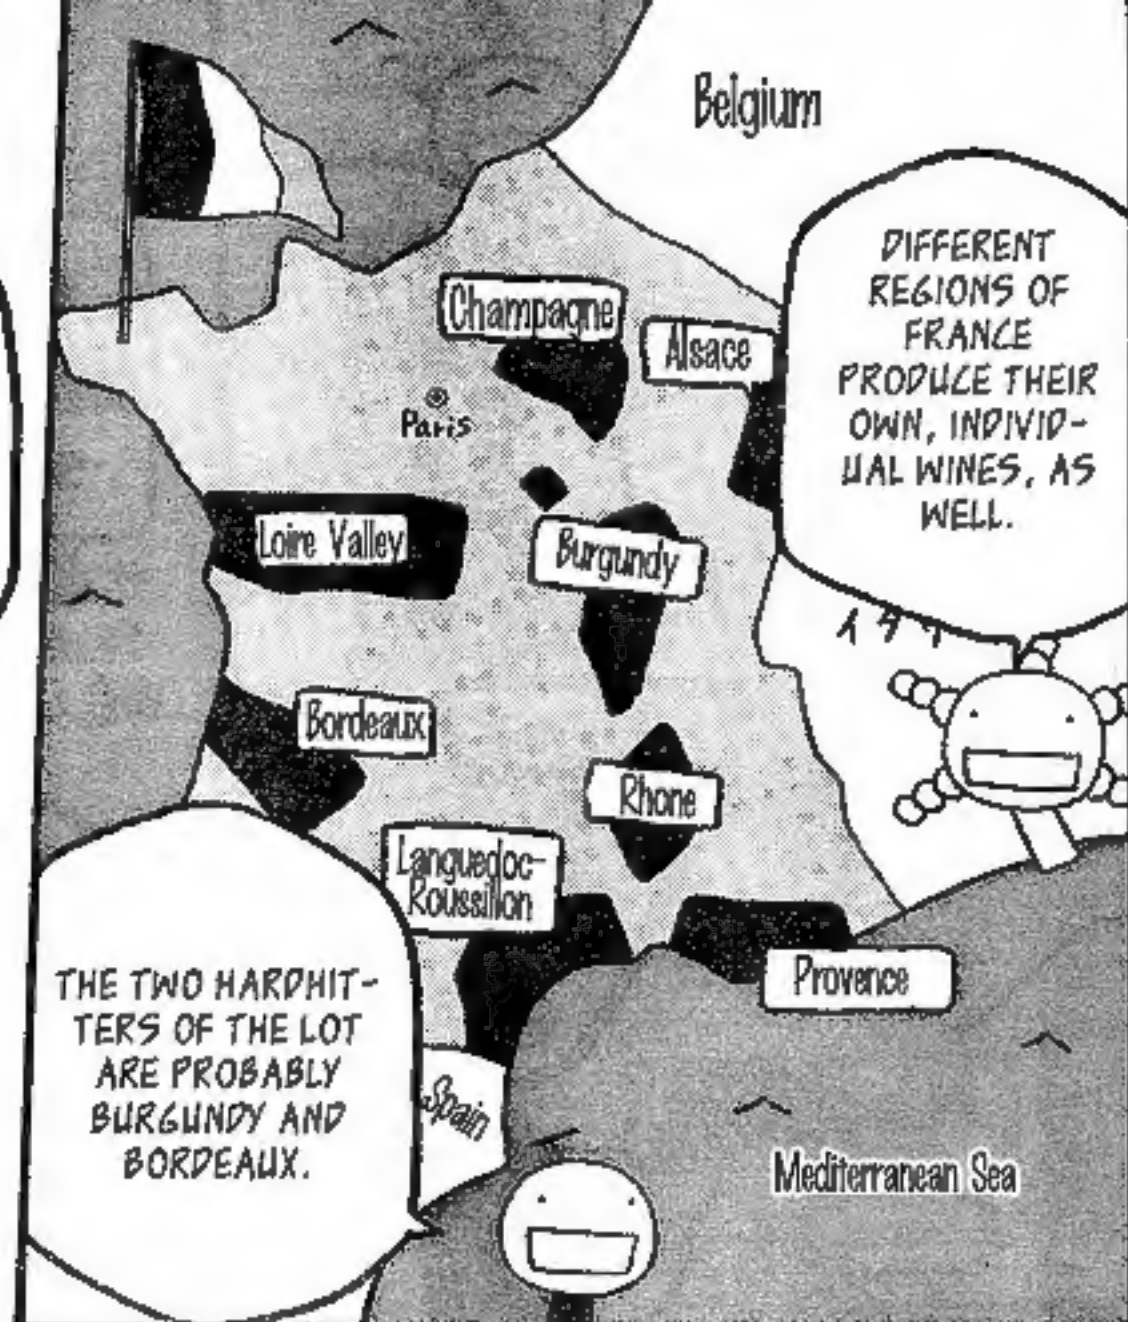 Belgium
DIFFERENT
REGIONS OF
FRANCE
PRODUCE THEIR
OWN, INDIVID-
UAL WINES, AS
WELL.
Champagne
Alsace
Paris
Loire Valley
Burgundy
Bordeaux
Rhone
Languedoc-
Roussillon
Provence
THE TWO HARDHIT-
TERS OF THE LOT
ARE PROBABLY
BURGUNDY AND
BORDEAUX.
Spain
Mediterranean Sea